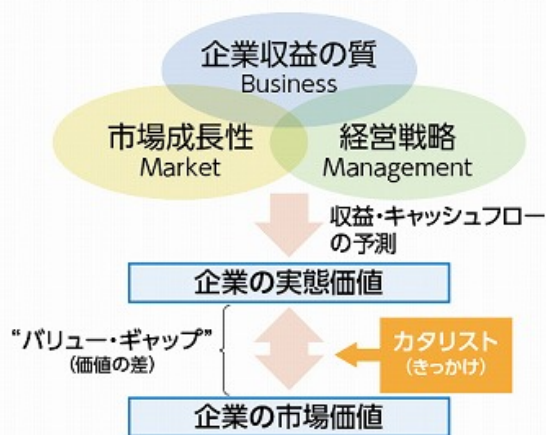 企業収益の質
Business
市場成長性
Market
経営戦略
Management
収益・キャッシュフロー
の予測
企業の実態価値
“バリュー・ギャップ”
(価値の差)
カタリスト
(きっかけ)
企業の市場価値